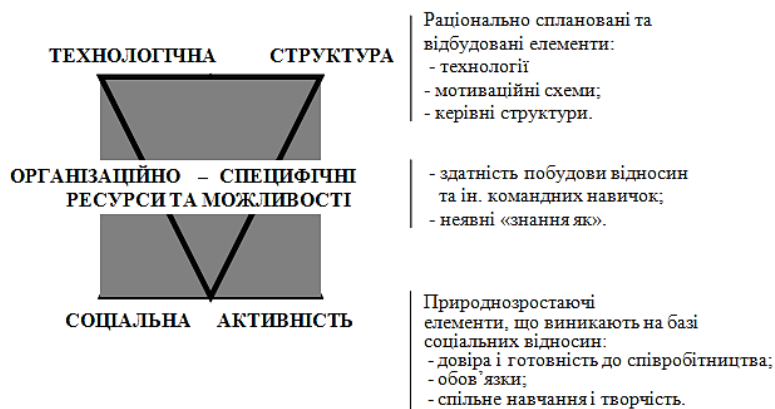 ТЕХНОЛОГІЧНА СТРУКТУРА
Раціонально сплановані та
відбудовані елементи:
- технології
- мотиваційні схеми;
- керівні структури.
ОРГАНІЗАЦІЙНО – СПЕЦИФІЧНІ
РЕСУРСИ ТА МОЖЛИВОСТІ
- здатність побудови відносин
та ін. командних навичок;
- неявні «знання як».
СОЦІАЛЬНА АКТИВНІСТЬ
Природнозростаючі
елементи, що виникають на базі
соціальних відносин:
- довіра і готовність до співробітництва;
- обов᾽язки;
- спільне навчання і творчість.